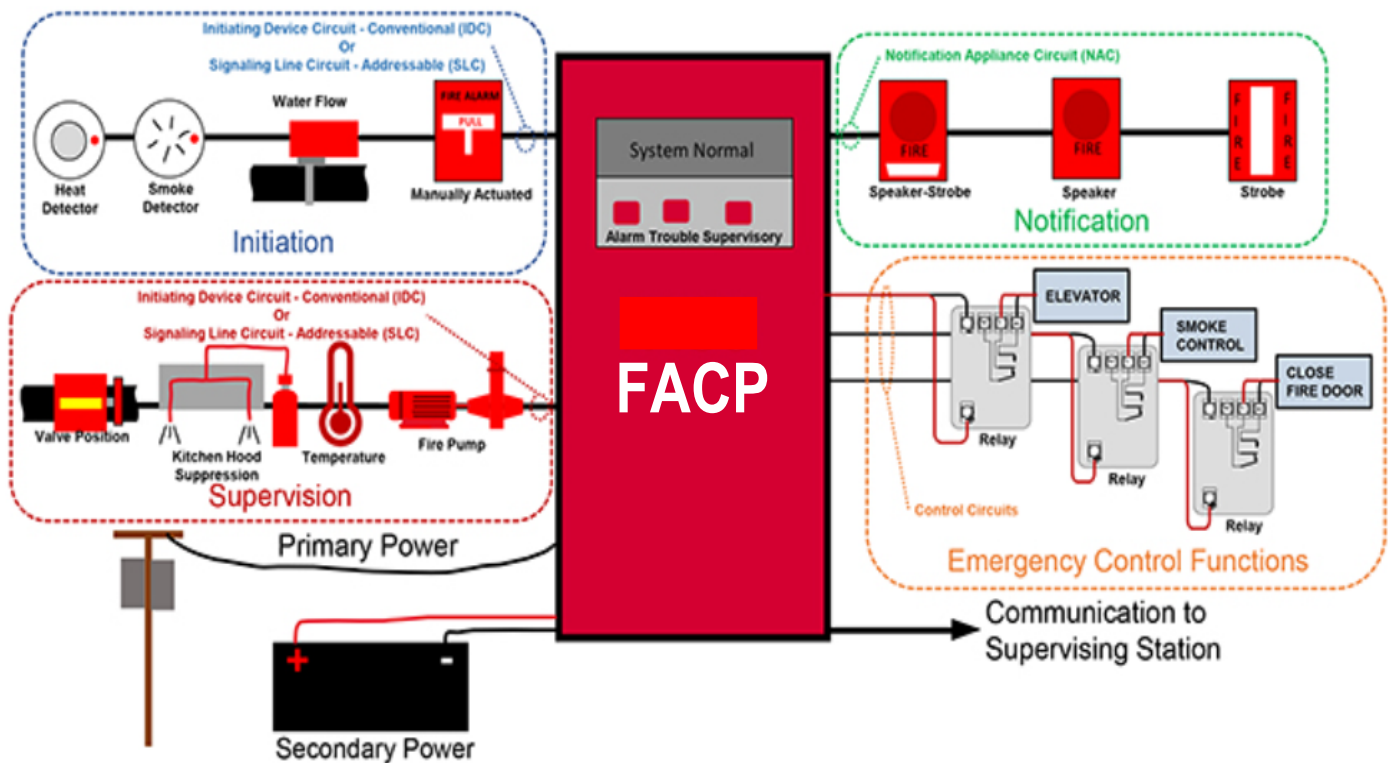 Initiating Device Circuit - Conventional (IDC)
Or
Signaling Line Circuit - Addressable (SLC)
Heat
Detector
Smoke
Detector
Water Flow
FIRE ALARM
PULL
Manually Actuated
Initiation
Initiating Device Circuit - Conventional (IDC)
Or
Signaling Line Circuit - Addressable (SLC)
Valve Position
Kitchen Hood
Suppression
Temperature
Fire Pump
Supervision
Primary Power
+
-
Secondary Power
System Normal
Alarm Trouble Supervisory
FACP
Notification Appliance Circuit (NAC)
FIRE
Speaker-Strobe
FIRE
Speaker
FIRE
FIRE
Strobe
Notification
ELEVATOR
Relay
SMOKE
CONTROL
Relay
CLOSE
FIRE DOOR
Relay
Control Circuits
Emergency Control Functions
Communication to
Supervising Station